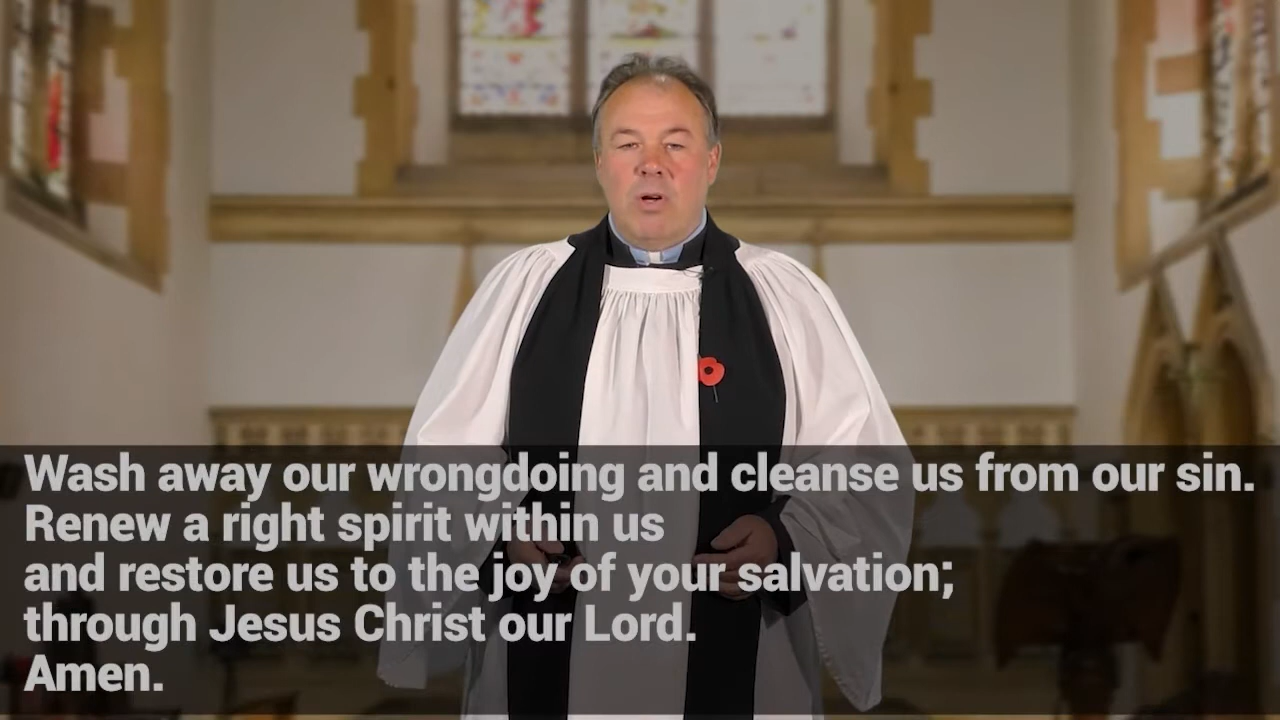 Wash away our wrongdoing and cleanse us from our sin.
Renew a right spirit within us
and restore us to the joy of your salvation;
through Jesus Christ our Lord.
Amen.